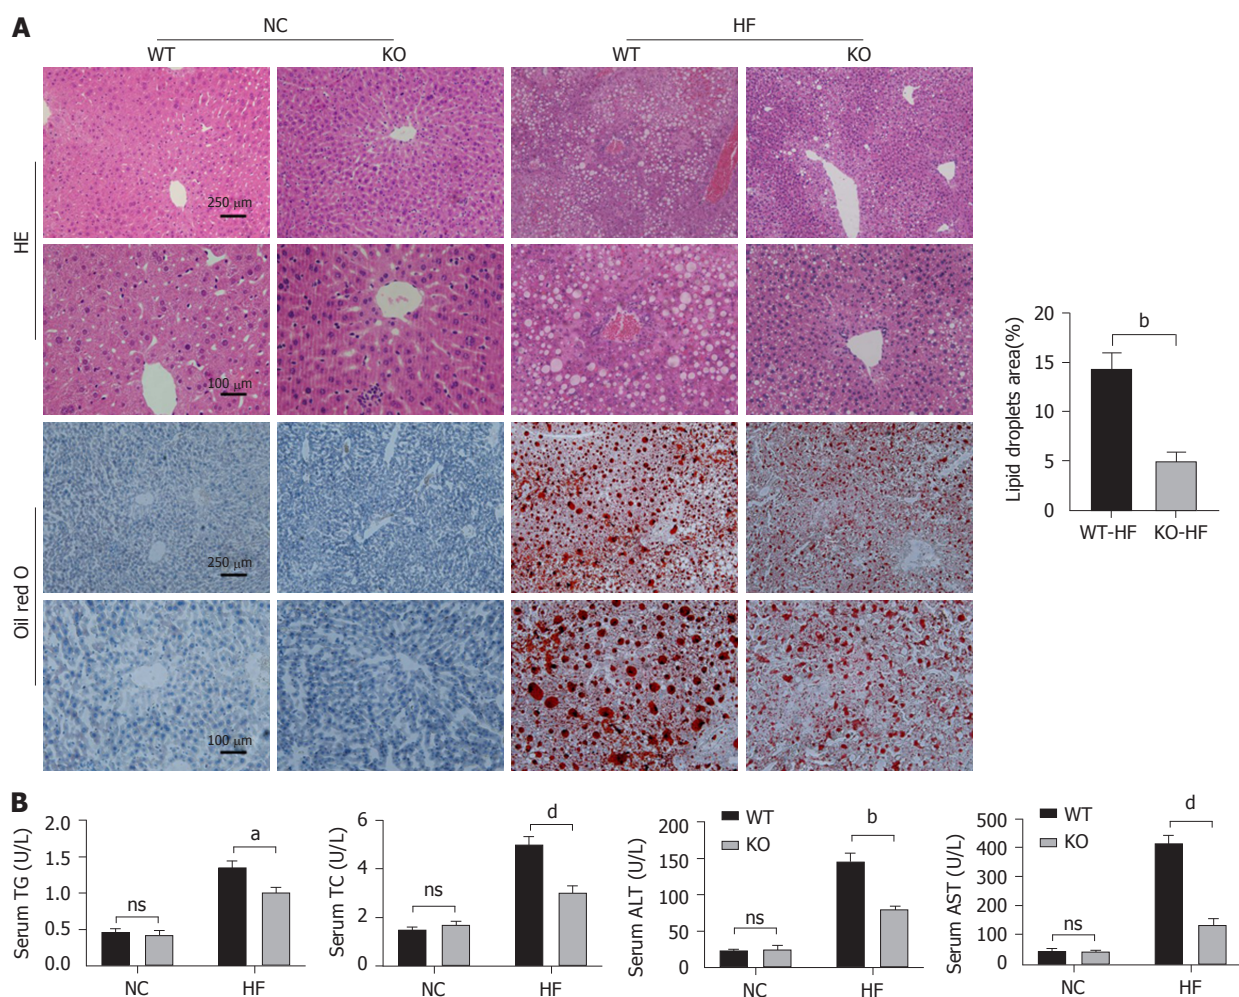 A
NC
HF
WT
KO
WT
KO
HE
250 µm
100 µm
Oil red O
250 µm
100 µm
Lipid droplets area(%)
20
15
10
5
0
b
WT-HF
KO-HF
B
Serum TG (U/L)
2.0
1.5
1.0
0.5
0.0
ns
a
NC
HF
Serum TC (U/L)
6
4
2
0
ns
d
NC
HF
Serum ALT (U/L)
200
150
100
50
0
WT
KO
ns
b
NC
HF
Serum AST (U/L)
500
400
300
200
100
0
WT
KO
ns
d
NC
HF